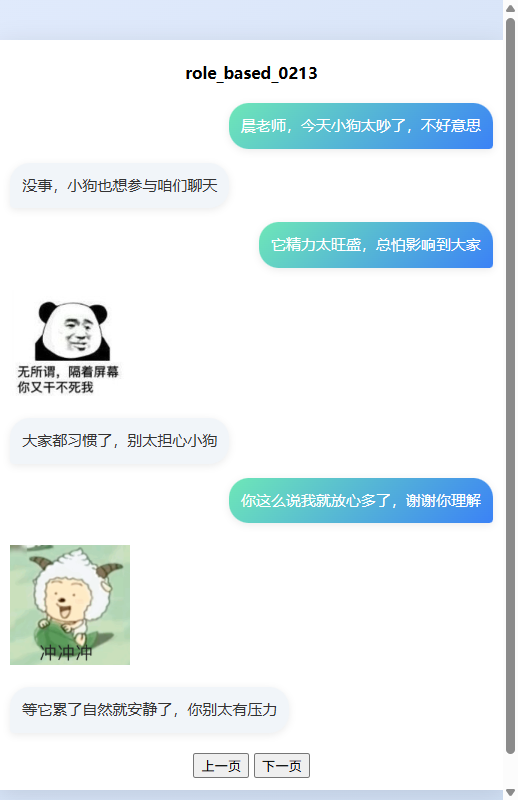 role_based_0213
晨老师，今天小狗太吵了，不好意思
没事，小狗也想参与咱们聊天
它精力太旺盛，总怕影响到大家
无所谓，隔着屏幕
你又干不死我
大家都习惯了，别太担心小狗
你这么说我就放心多了，谢谢你理解
冲冲冲
等它累了自然就安静了，你别太有压力
上一页 下一页